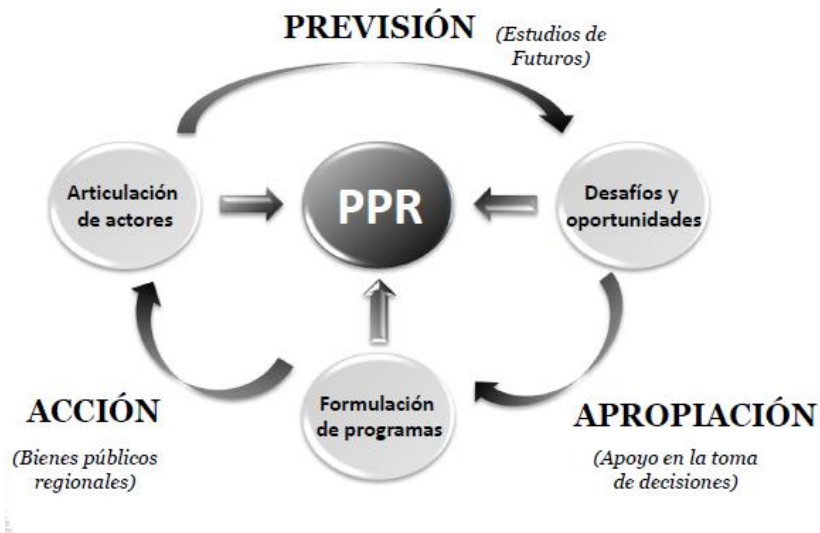 PREVISIÓN
(Estudios de
Futuros)
Articulación
de actores
PPR
Desafíos y
oportunidades
Formulación
de programas
ACCIÓN
(Bienes públicos
regionales)
APROPIACIÓN
(Apoyo en la toma
de decisiones)